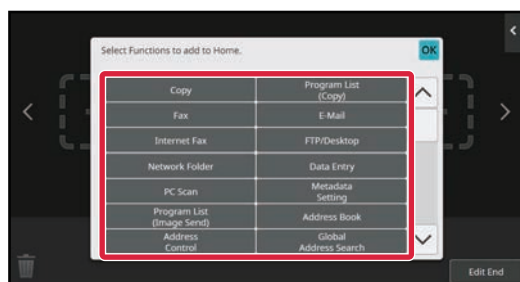 Select Functions to add to Home.
OK
Copy
Program List
(Copy)
Fax
E-Mail
Internet Fax
FTP/Desktop
Network Folder
Data Entry
PC Scan
Metadata
Setting
Program List
(Image Send)
Address Book
Address
Control
Global
Address Search
Edit End